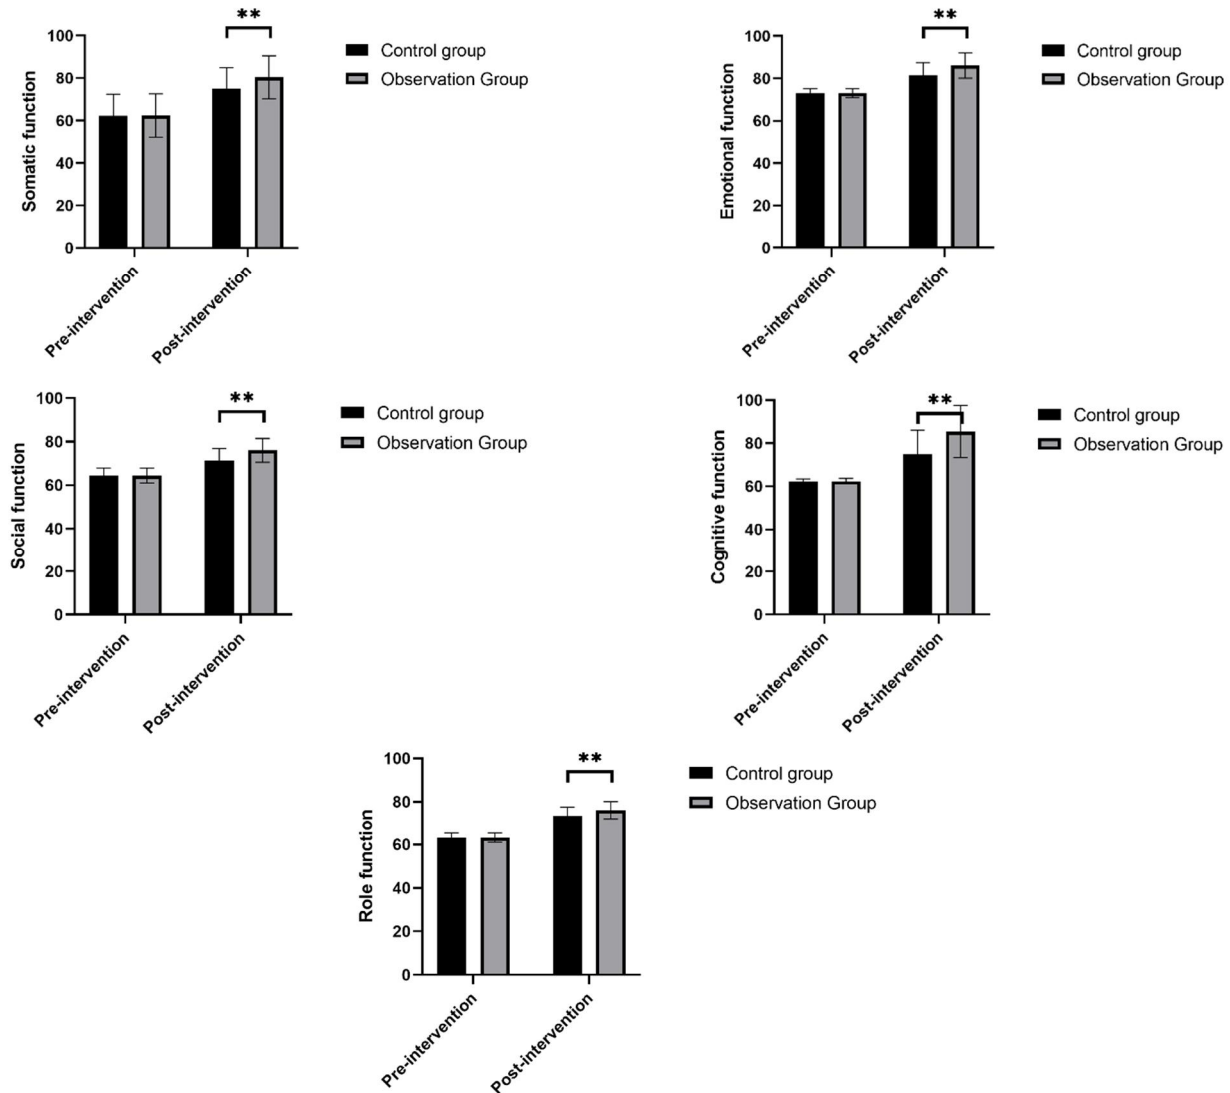 **
100
80
60
40
20
0
Somatic function
Pre-intervention
Post-intervention
Control group
Observation Group
**
100
80
60
40
20
0
Emotional function
Pre-intervention
Post-intervention
Control group
Observation Group
**
100
80
60
40
20
0
Social function
Pre-intervention
Post-intervention
Control group
Observation Group
**
100
80
60
40
20
0
Cognitive function
Pre-intervention
Post-intervention
Control group
Observation Group
**
100
80
60
40
20
0
Role function
Pre-intervention
Post-intervention
Control group
Observation Group